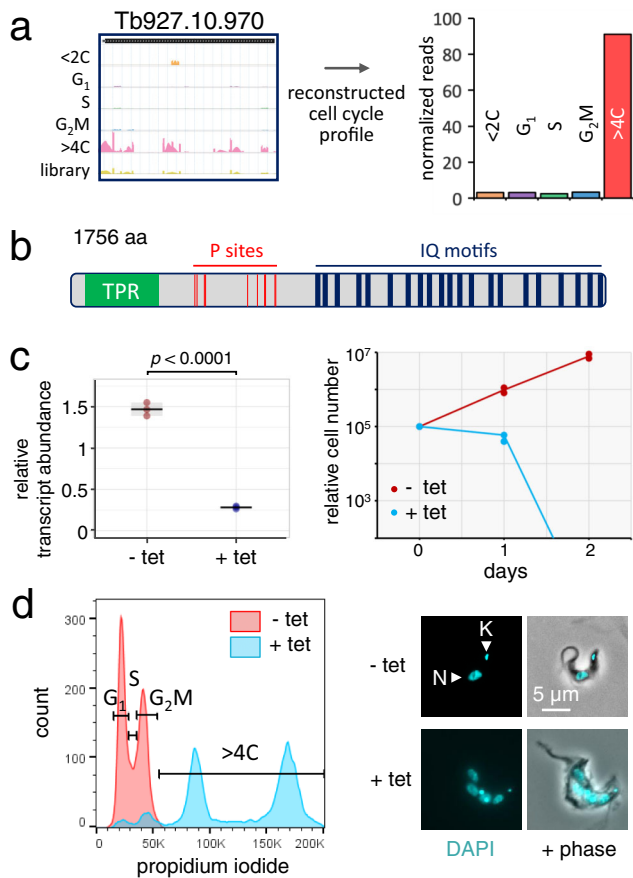 a
Tb927.10.970
<2C
G1
S
G2M
>4C
library
reconstructed
cell cycle
profile
normalized reads
100
80
60
40
20
0
<2C
G1
S
G2M
>4C
b
1756 aa
P sites
IQ motifs
TPR
c
p < 0.0001
relative
transcript abundance
1.5
1.0
0.5
0
- tet
+ tet
relative cell number
10^7
10^5
10^3
- tet
+ tet
0
1
2
days
d
count
300
200
100
0
- tet
+ tet
G1
S
G2M
>4C
0
50K
100K
150K
200K
propidium iodide
- tet
K
N
5 µm
+ tet
DAPI
+ phase